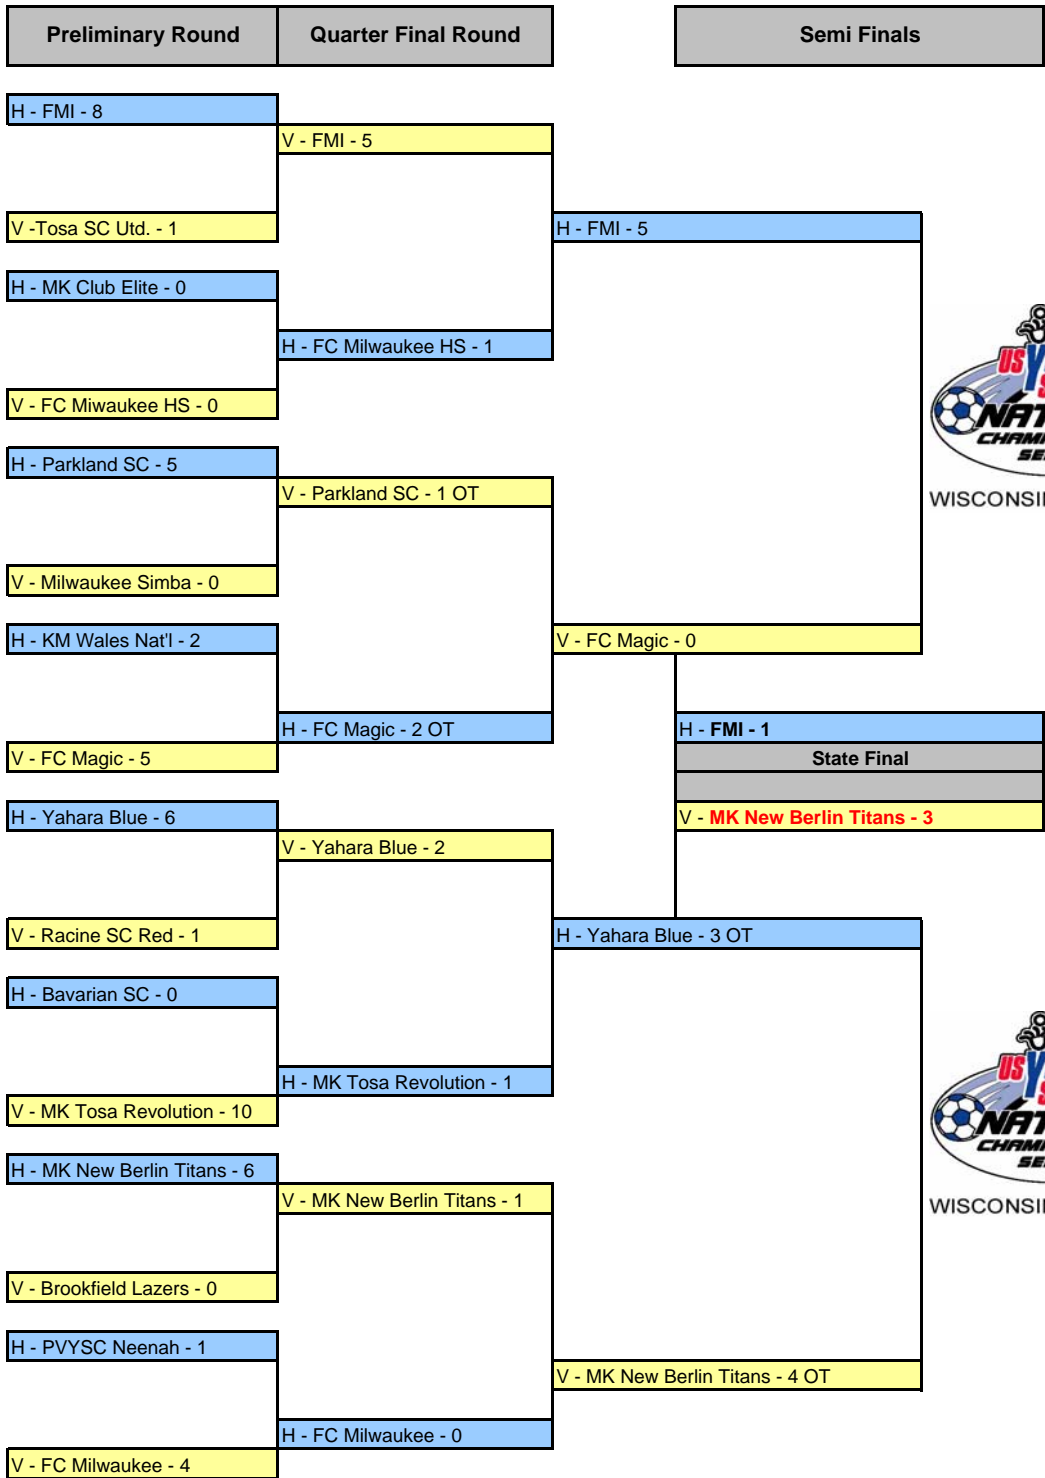 Preliminary Round
Quarter Final Round
Semi Finals
H - FMI - 8
V - FMI - 5
V -Tosa SC Utd. - 1
H - FMI - 5
H - MK Club Elite - 0
H - FC Milwaukee HS - 1
V - FC Miwaukee HS - 0
H - Parkland SC - 5
V - Parkland SC - 1 OT
WISCONSI
V - Milwaukee Simba - 0
H - KM Wales Nat'l - 2
V - FC Magic - 0
H - FC Magic - 2 OT
H - FMI - 1
V - FC Magic - 5
State Final
H - Yahara Blue - 6
V - MK New Berlin Titans - 3
V - Yahara Blue - 2
V - Racine SC Red - 1
H - Yahara Blue - 3 OT
H - Bavarian SC - 0
H - MK Tosa Revolution - 1
V - MK Tosa Revolution - 10
H - MK New Berlin Titans - 6
V - MK New Berlin Titans - 1
WISCONSI
V - Brookfield Lazers - 0
H - PVYSC Neenah - 1
V - MK New Berlin Titans - 4 OT
H - FC Milwaukee - 0
V - FC Milwaukee - 4